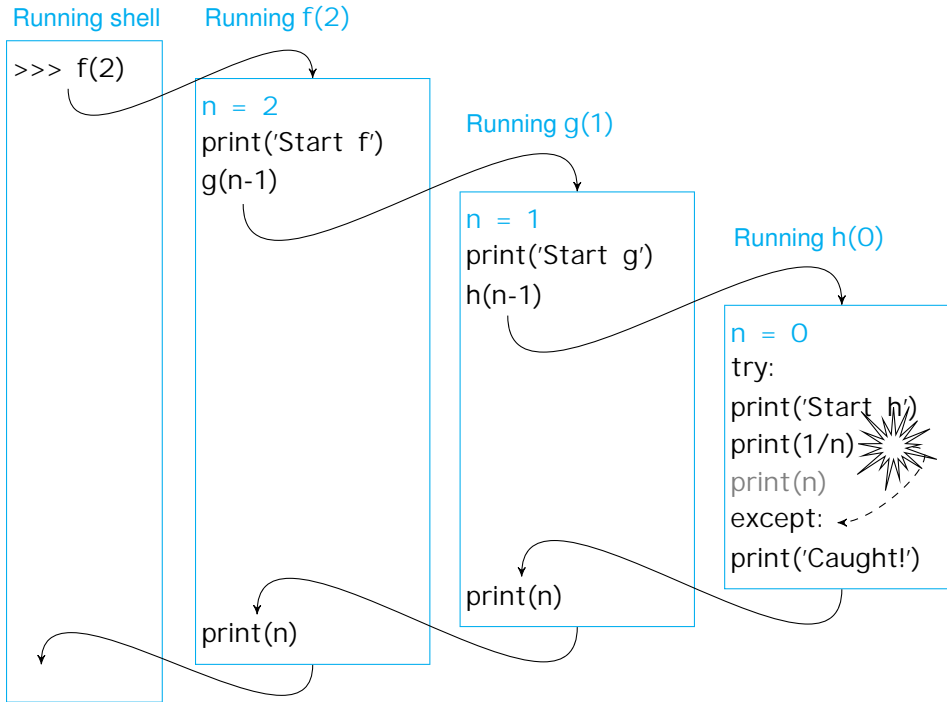 Running shell
>>> f(2)
Running f(2)
n = 2
print('Start f')
g(n-1)
print(n)
Running g(1)
n = 1
print('Start g')
h(n-1)
print(n)
Running h(0)
n = 0
try:
print('Start h')
print(1/n)
print(n)
except:
print('Caught!')